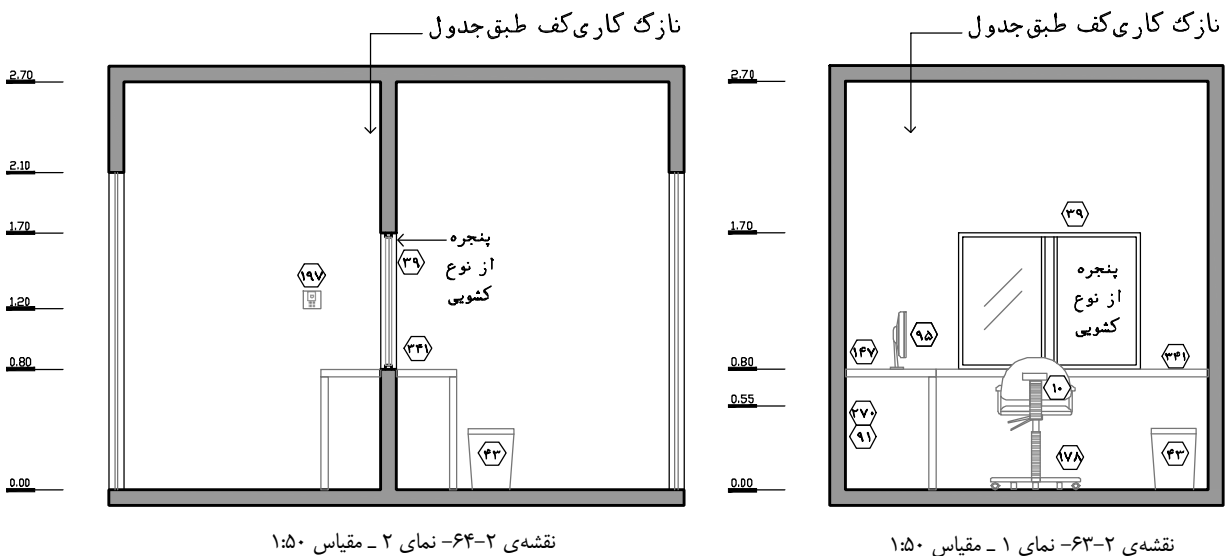 نازک کاری کف طبق جدول
2.70
1.70
0.80
0.55
0.00
۳۹
پنجره
از نوع
کشویی
۹۵
۱۴۷
۳۴۱
۱۰
۲۷۰
۹۱
۱۷۸
۴۳
نقشه‌ی ۲-۶۳- نمای ۱ ـ مقیاس ۱:۵۰
نازک کاری کف طبق جدول
2.70
2.10
1.70
1.20
0.80
0.00
پنجره
از نوع
کشویی
۳۹
۱۹۷
۳۴۱
۴۳
نقشه‌ی ۲-۶۴- نمای ۲ ـ مقیاس ۱:۵۰